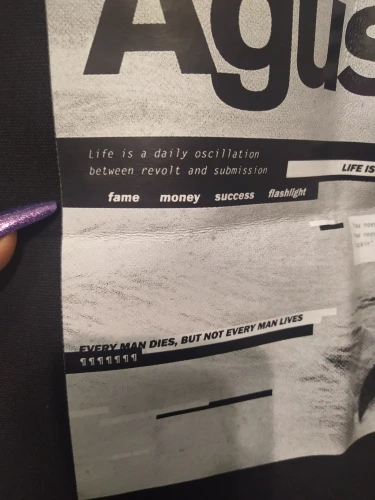 Agus
Life is a daily oscillation
between revolt and submission
LIFE IS
fame money success flashlight
EVERY MAN DIES, BUT NOT EVERY MAN LIVES
¶¶¶¶¶¶¶